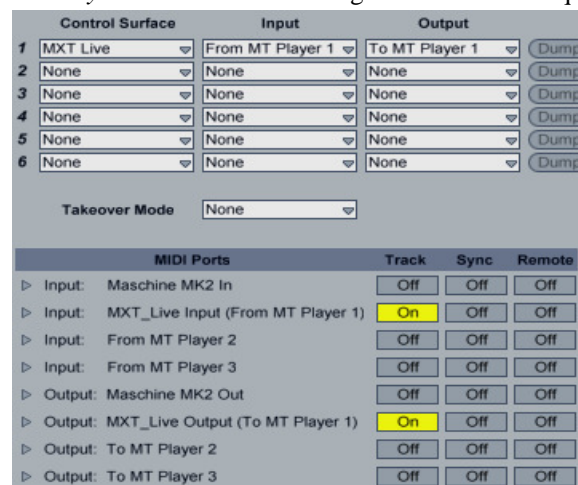 Control Surface Input Output
1 MXT Live From MT Player 1 To MT Player 1 Dump
2 None None None Dump
3 None None None Dump
4 None None None Dump
5 None None None Dump
6 None None None Dump
Takeover Mode None
MIDI Ports Track Sync Remote
Input: Maschine MK2 In Off Off Off
Input: MXT_Live Input (From MT Player 1) On Off Off
Input: From MT Player 2 Off Off Off
Input: From MT Player 3 Off Off Off
Output: Maschine MK2 Out Off Off Off
Output: MXT_Live Output (To MT Player 1) On Off Off
Output: To MT Player 2 Off Off Off
Output: To MT Player 3 Off Off Off